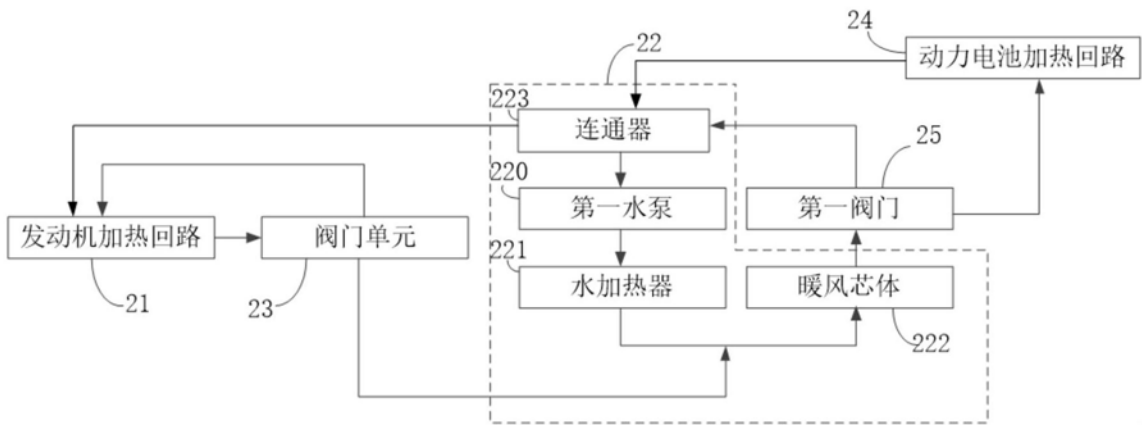 24
22
动力电池加热回路
223
连通器
25
220
第一水泵
第一阀门
发动机加热回路
阀门单元
221
21
23
水加热器
暖风芯体
222